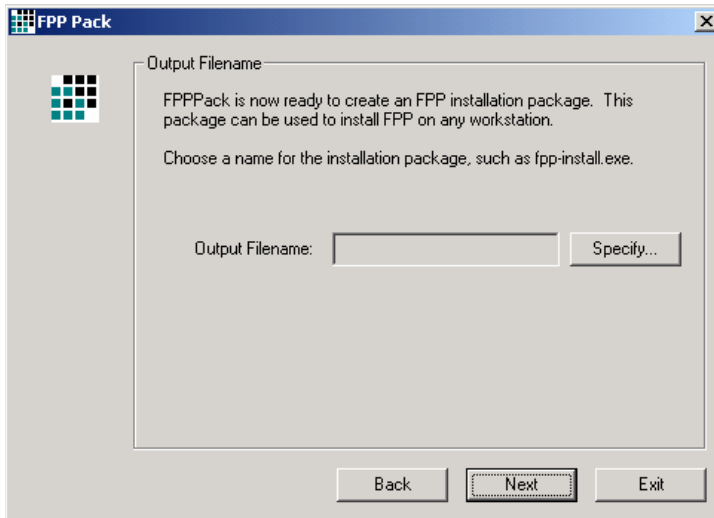 FPP Pack
Output Filename
FPPPack is now ready to create an FPP installation package. This
package can be used to install FPP on any workstation.
Choose a name for the installation package, such as fpp-install.exe.
Output Filename:
Specify...
Back
Next
Exit